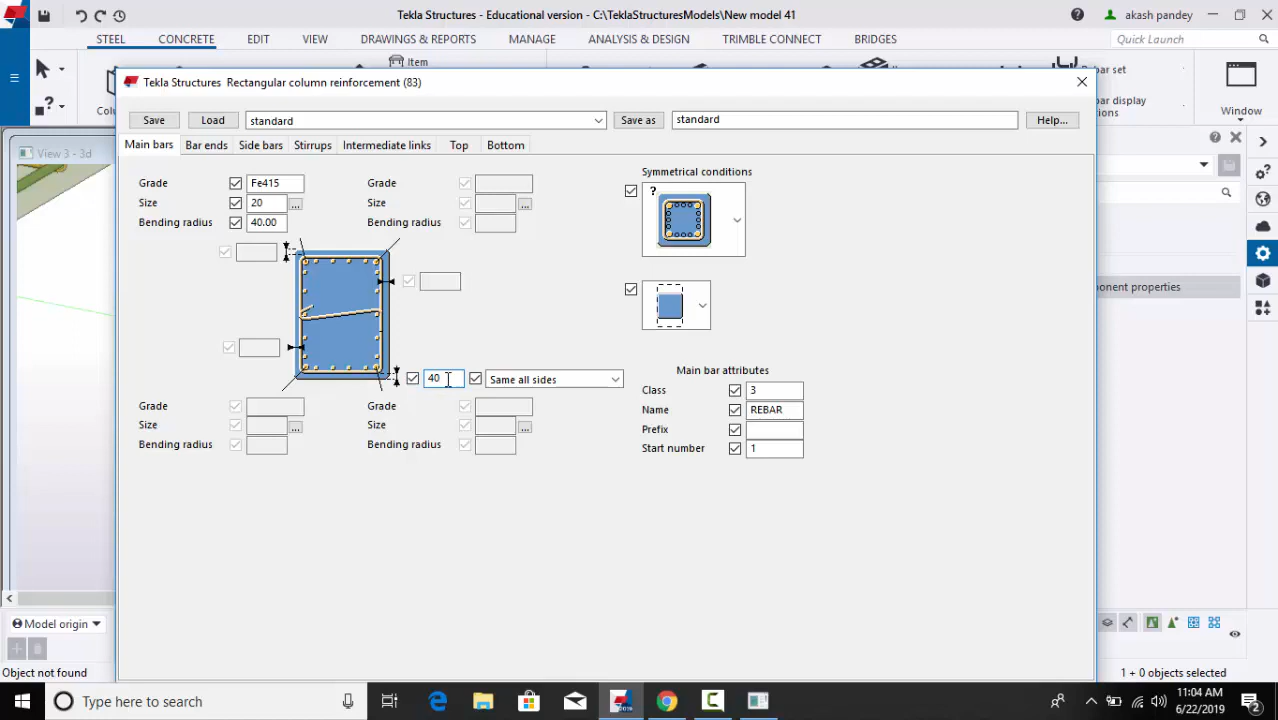 Tekla Structures - Educational version - C:\TeklaStructuresModels\New model 41
akash pandey
STEEL CONCRETE EDIT VIEW DRAWINGS & REPORTS MANAGE ANALYSIS & DESIGN TRIMBLE CONNECT BRIDGES
Quick Launch
Item
Rebar set
Window
Tekla Structures Rectangular column reinforcement (83)
Save Load standard Save as standard Help...
View 3 - 3d
Main bars Bar ends Side bars Stirrups Intermediate links Top Bottom
Symmetrical conditions
Grade Fe415 Grade
Size 20 ... Size ...
Bending radius 40.00 Bending radius
?
onent properties
40 Same all sides
Main bar attributes
Class 3
Grade Grade
Name REBAR
Size ... Size ...
Prefix
Bending radius Bending radius
Start number 1
Model origin
Object not found
1 + 0 objects selected
Type here to search
11:04 AM
6/22/2019
2